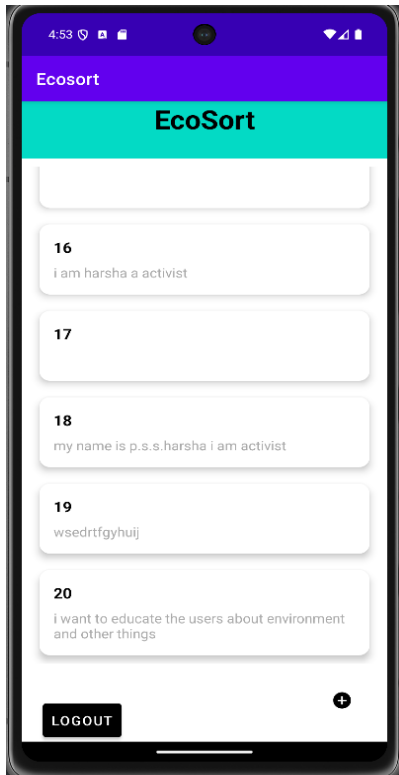 4:53
Ecosort
EcoSort
16
i am harsha a activist
17
18
my name is p.s.s.harsha i am activist
19
wsedrtfgyhuij
20
i want to educate the users about environment
and other things
LOGOUT